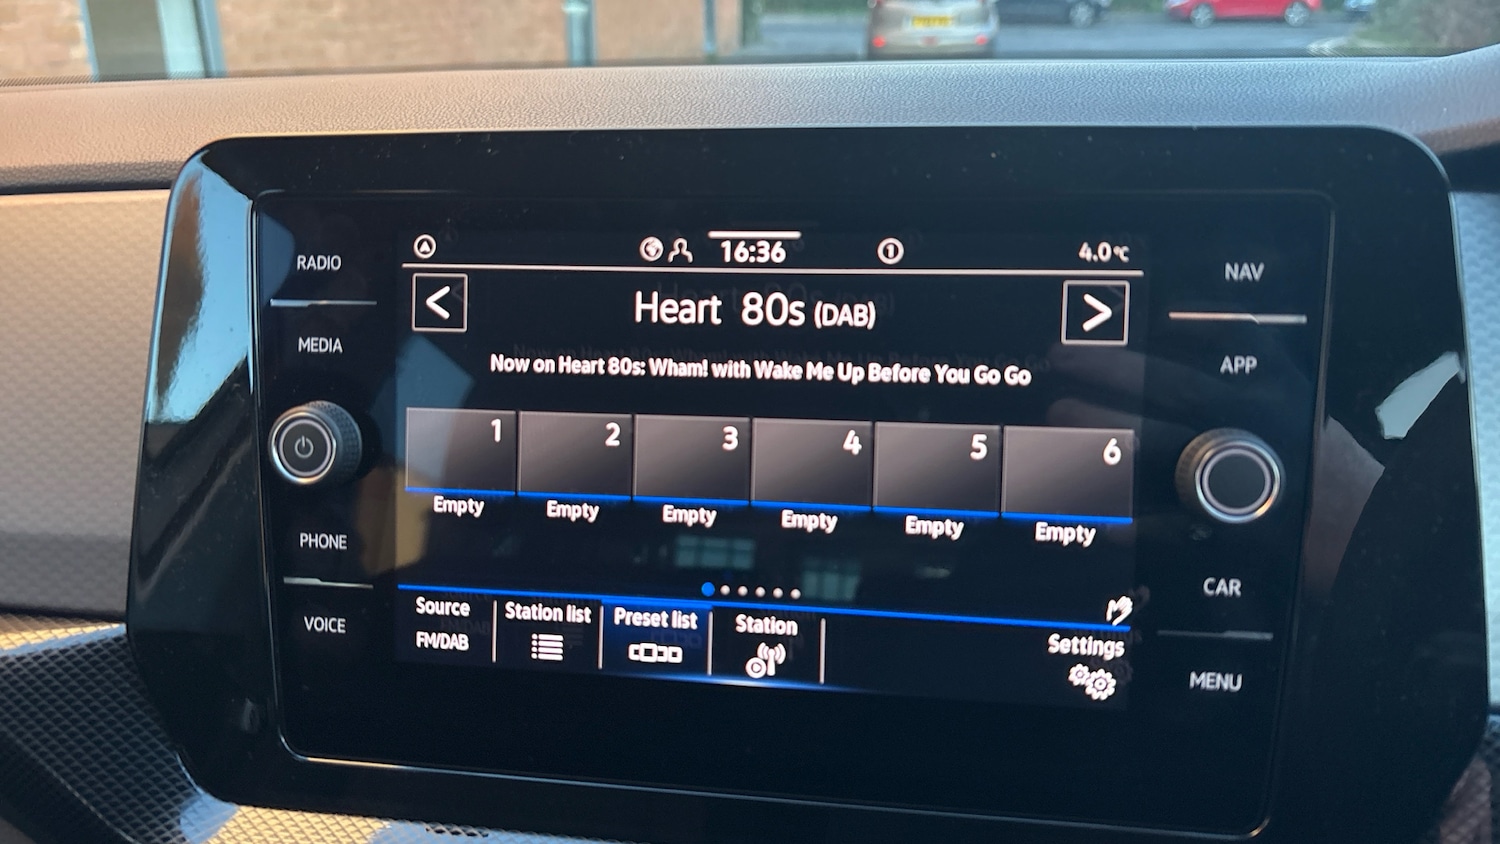 RADIO
MEDIA
PHONE
VOICE
16:36
1
4.0°C
Heart 80s (DAB)
Now on Heart 80s: Wham! with Wake Me Up Before You Go Go
1 2 3 4 5 6
Empty Empty Empty Empty Empty Empty
Source
FM/DAB
Station list
Preset list
Station
Settings
NAV
APP
CAR
MENU